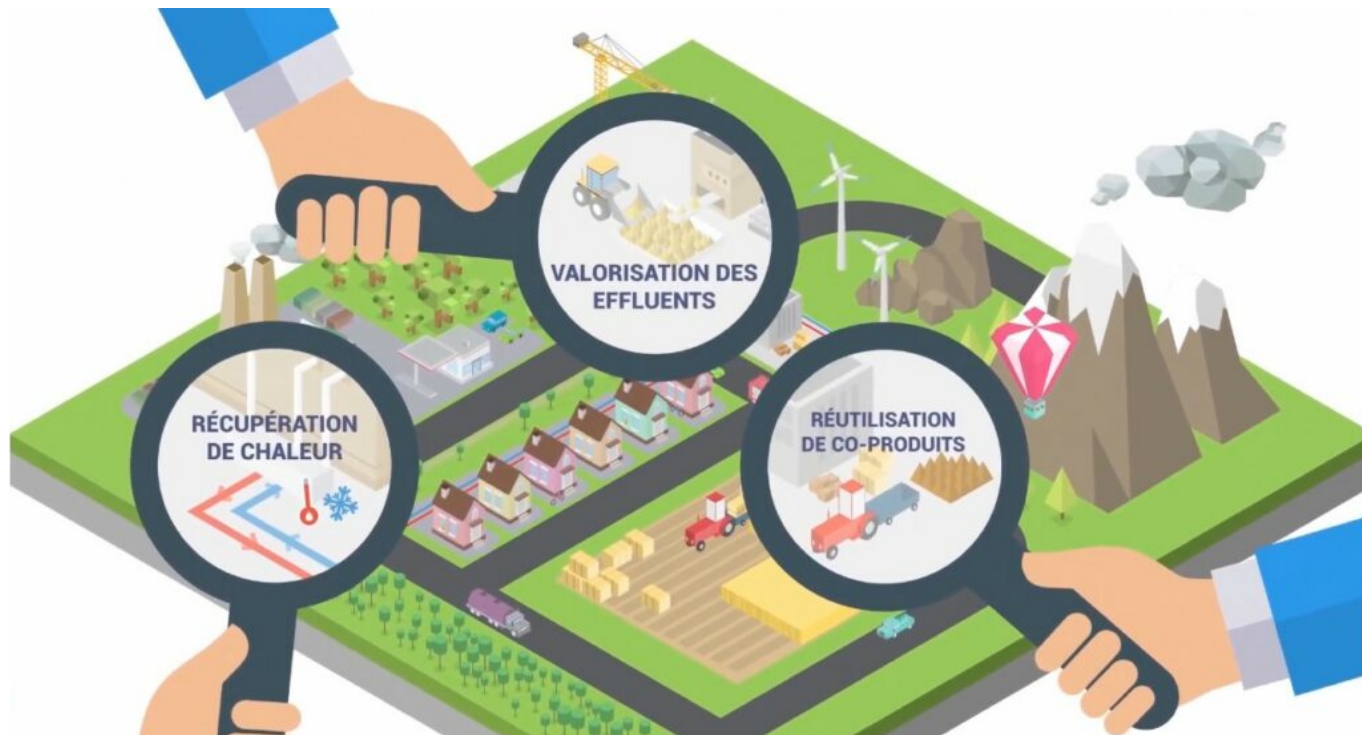 VALORISATION DES
EFFLUENTS
RÉCUPÉRATION
DE CHALEUR
RÉUTILISATION
DE CO-PRODUITS